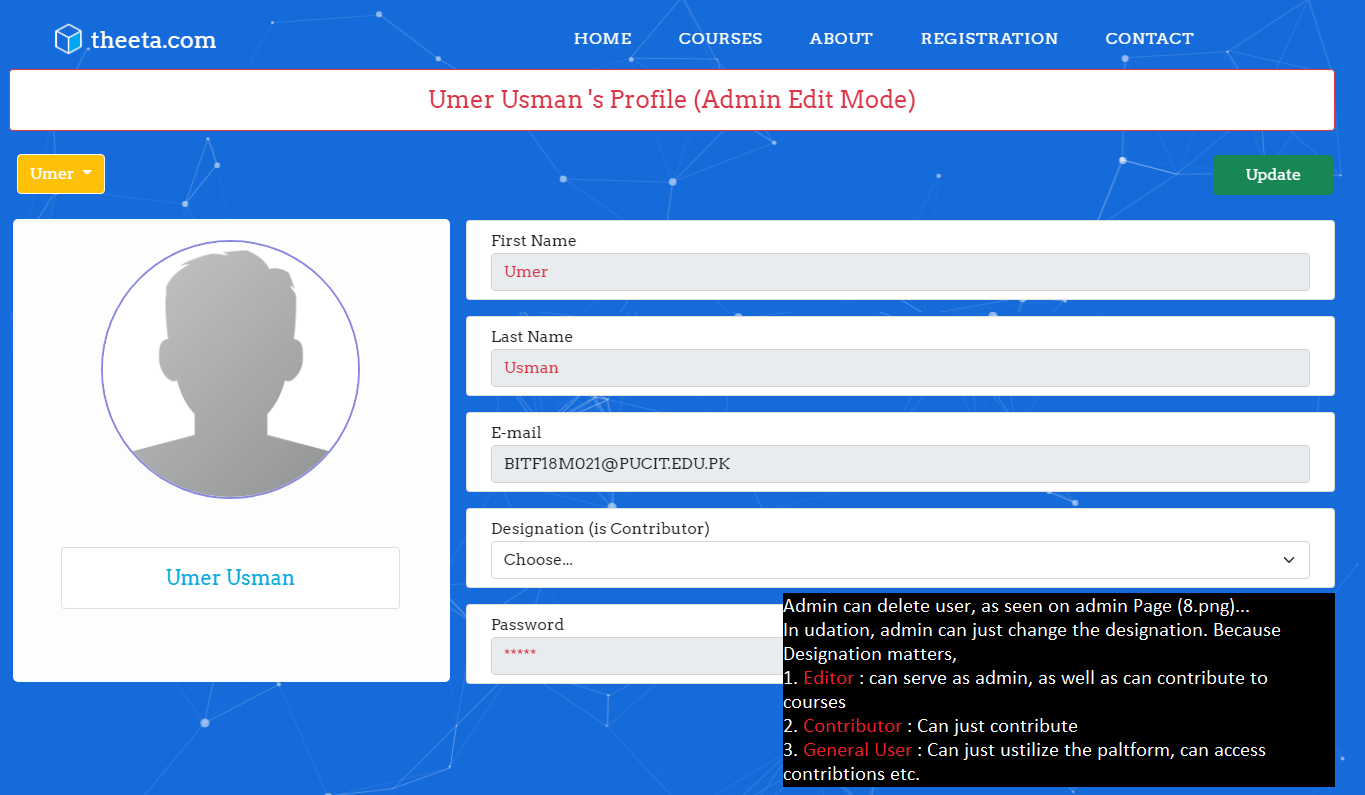 theeta.com
HOME COURSES ABOUT REGISTRATION CONTACT
Umer Usman 's Profile (Admin Edit Mode)
Umer
Update
First Name
Umer
Last Name
Usman
E-mail
BITF18M021@PUCIT.EDU.PK
Designation (is Contributor)
Choose...
Password
*****
Umer Usman
Admin can delete user, as seen on admin Page (8.png)...
In udation, admin can just change the designation. Because
Designation matters,
1. Editor : can serve as admin, as well as can contribute to
courses
2. Contributor : Can just contribute
3. General User : Can just ustilize the paltform, can access
contribtions etc.